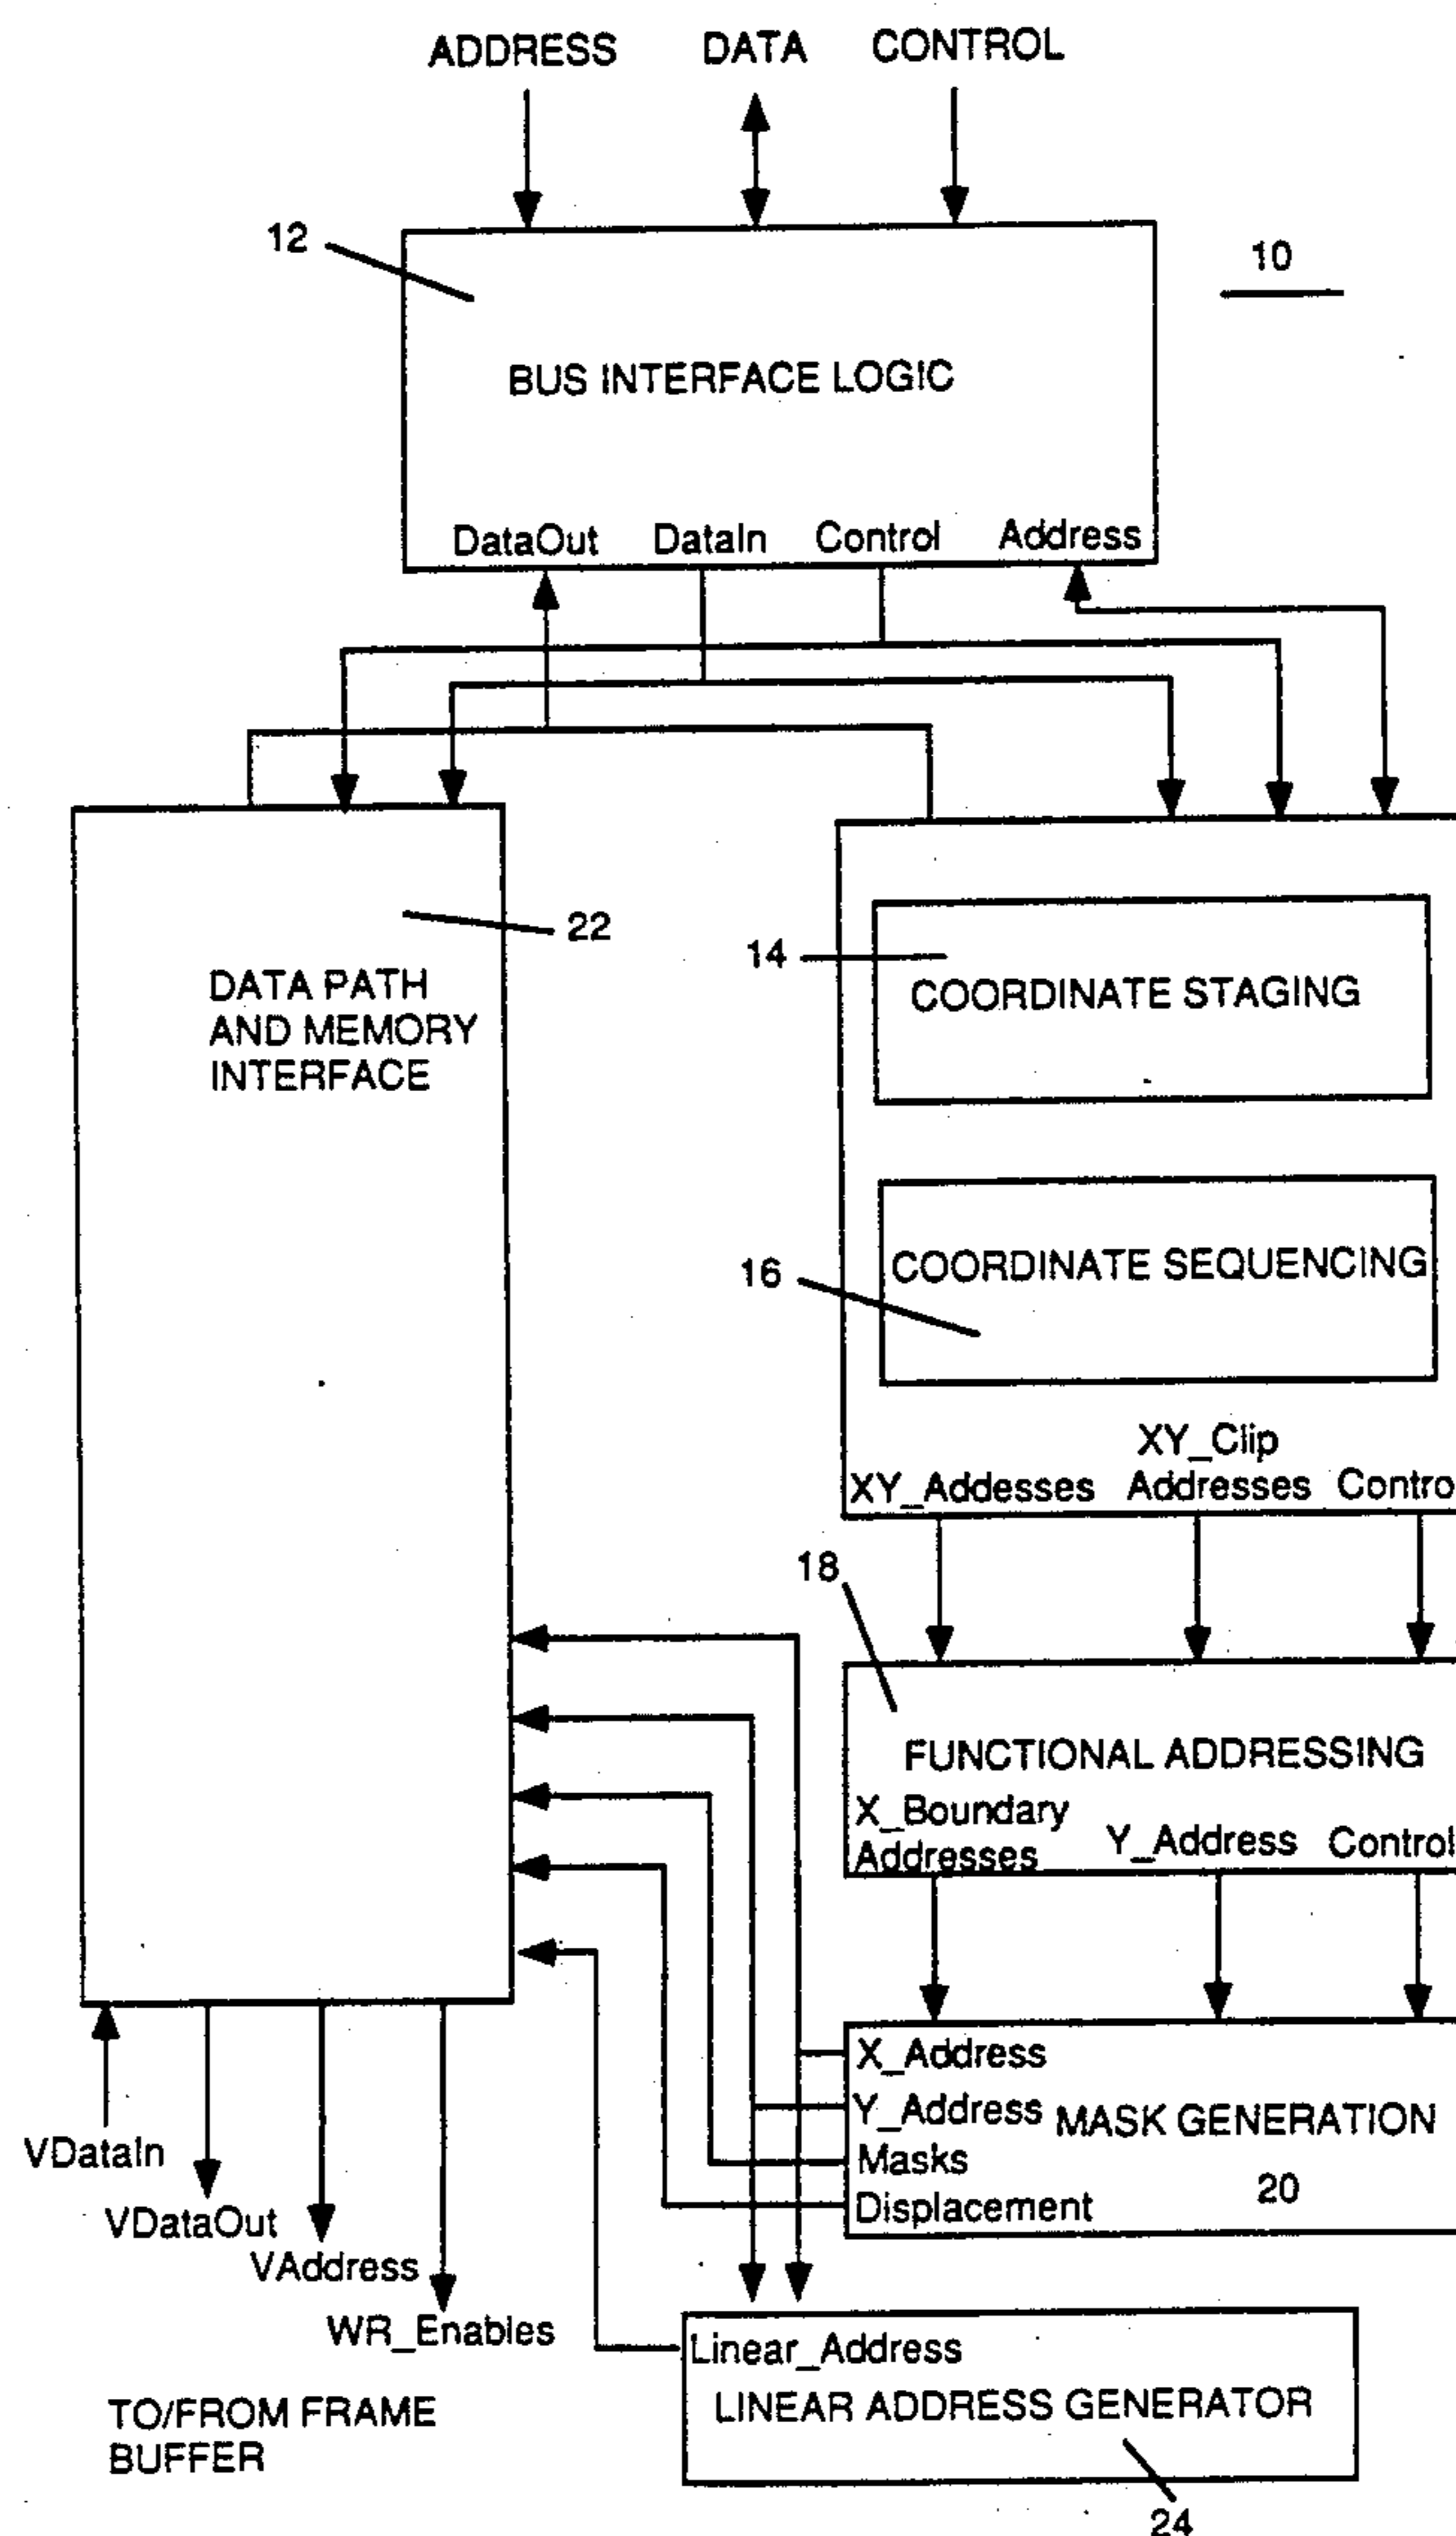 ADDRESS DATA CONTROL
12
10
BUS INTERFACE LOGIC
DataOut DataIn Control Address
22
DATA PATH
AND MEMORY
INTERFACE
14
COORDINATE STAGING
16
COORDINATE SEQUENCING
XY_Clip
XY_Addesses Addresses Contro
18
FUNCTIONAL ADDRESSING
X_Boundary
Addresses Y_Address Control
X_Address
Y_Address MASK GENERATION
Masks
Displacement 20
VDataIn
VDataOut
VAddress
WR_Enables
Linear_Address
LINEAR ADDRESS GENERATOR
TO/FROM FRAME
BUFFER
24